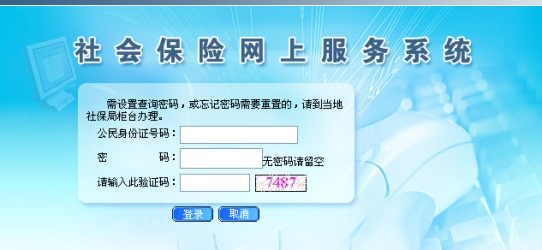 社会保险网上服务系统
需设置查询密码，或忘记密码需要重置的，请到当地
社保局柜台办理。
公民身份证号码：
密 码： 无密码请留空
请输入此验证码： 7487
登录 取消